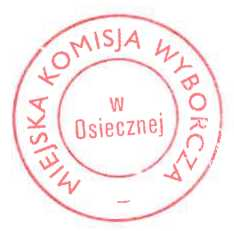 MIEJSKA KOMISJA WYBORCZA
w
Osiecznej
–